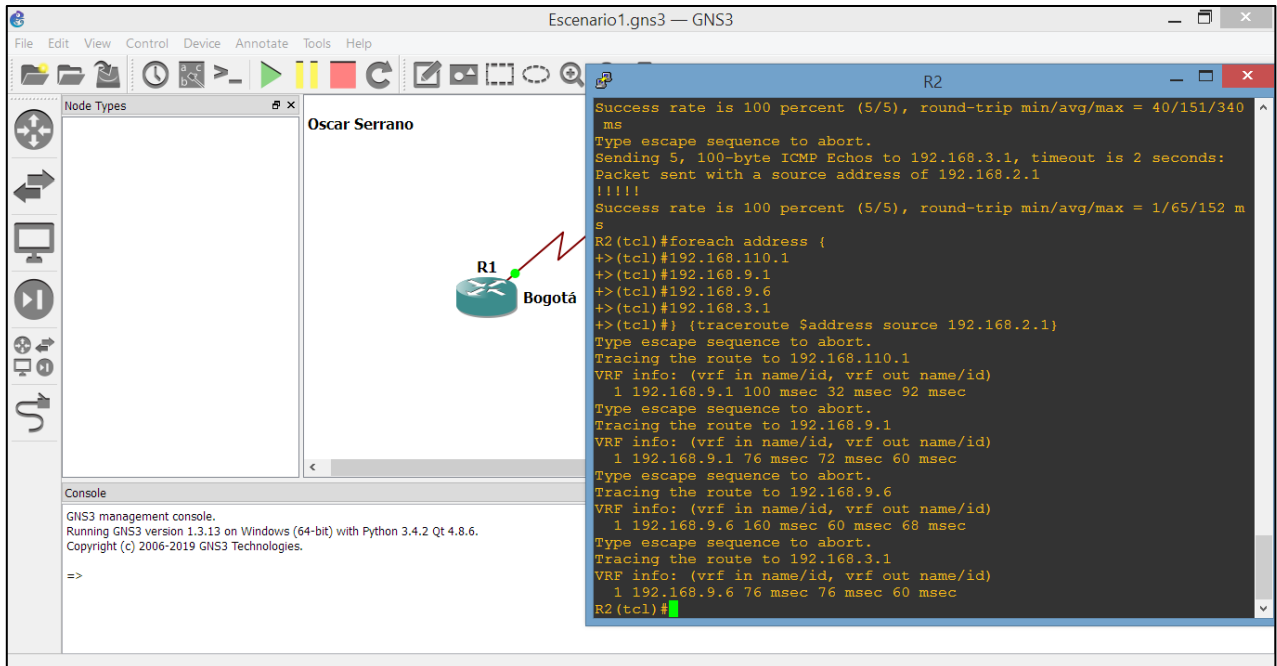 Escenario1.gns3 — GNS3
File Edit View Control Device Annotate Tools Help
Node Types
Oscar Serrano
R1
Bogotá
Console
GNS3 management console.
Running GNS3 version 1.3.13 on Windows (64-bit) with Python 3.4.2 Qt 4.8.6.
Copyright (c) 2006-2019 GNS3 Technologies.
=>
R2
Success rate is 100 percent (5/5), round-trip min/avg/max = 40/151/340
ms
Type escape sequence to abort.
Sending 5, 100-byte ICMP Echos to 192.168.3.1, timeout is 2 seconds:
Packet sent with a source address of 192.168.2.1
!!!!!
Success rate is 100 percent (5/5), round-trip min/avg/max = 1/65/152 m
s
R2(tcl)#foreach address {
+>(tcl)#192.168.110.1
+>(tcl)#192.168.9.1
+>(tcl)#192.168.9.6
+>(tcl)#192.168.3.1
+>(tcl)#} {traceroute $address source 192.168.2.1}
Type escape sequence to abort.
Tracing the route to 192.168.110.1
VRF info: (vrf in name/id, vrf out name/id)
1 192.168.9.1 100 msec 32 msec 92 msec
Type escape sequence to abort.
Tracing the route to 192.168.9.1
VRF info: (vrf in name/id, vrf out name/id)
1 192.168.9.1 76 msec 72 msec 60 msec
Type escape sequence to abort.
Tracing the route to 192.168.9.6
VRF info: (vrf in name/id, vrf out name/id)
1 192.168.9.6 160 msec 60 msec 68 msec
Type escape sequence to abort.
Tracing the route to 192.168.3.1
VRF info: (vrf in name/id, vrf out name/id)
1 192.168.9.6 76 msec 76 msec 60 msec
R2(tcl)#